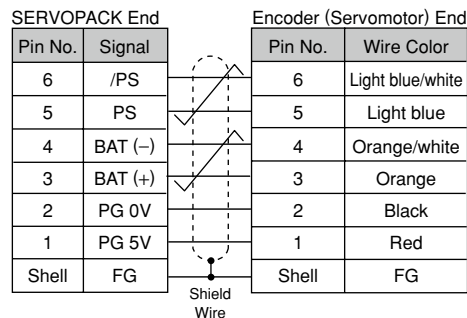 SERVOPACK End Encoder (Servomotor) End
Pin No. Signal Pin No. Wire Color
6 /PS 6 Light blue/white
5 PS 5 Light blue
4 BAT (−) 4 Orange/white
3 BAT (+) 3 Orange
2 PG 0V 2 Black
1 PG 5V 1 Red
Shell FG Shell FG
Shield
Wire